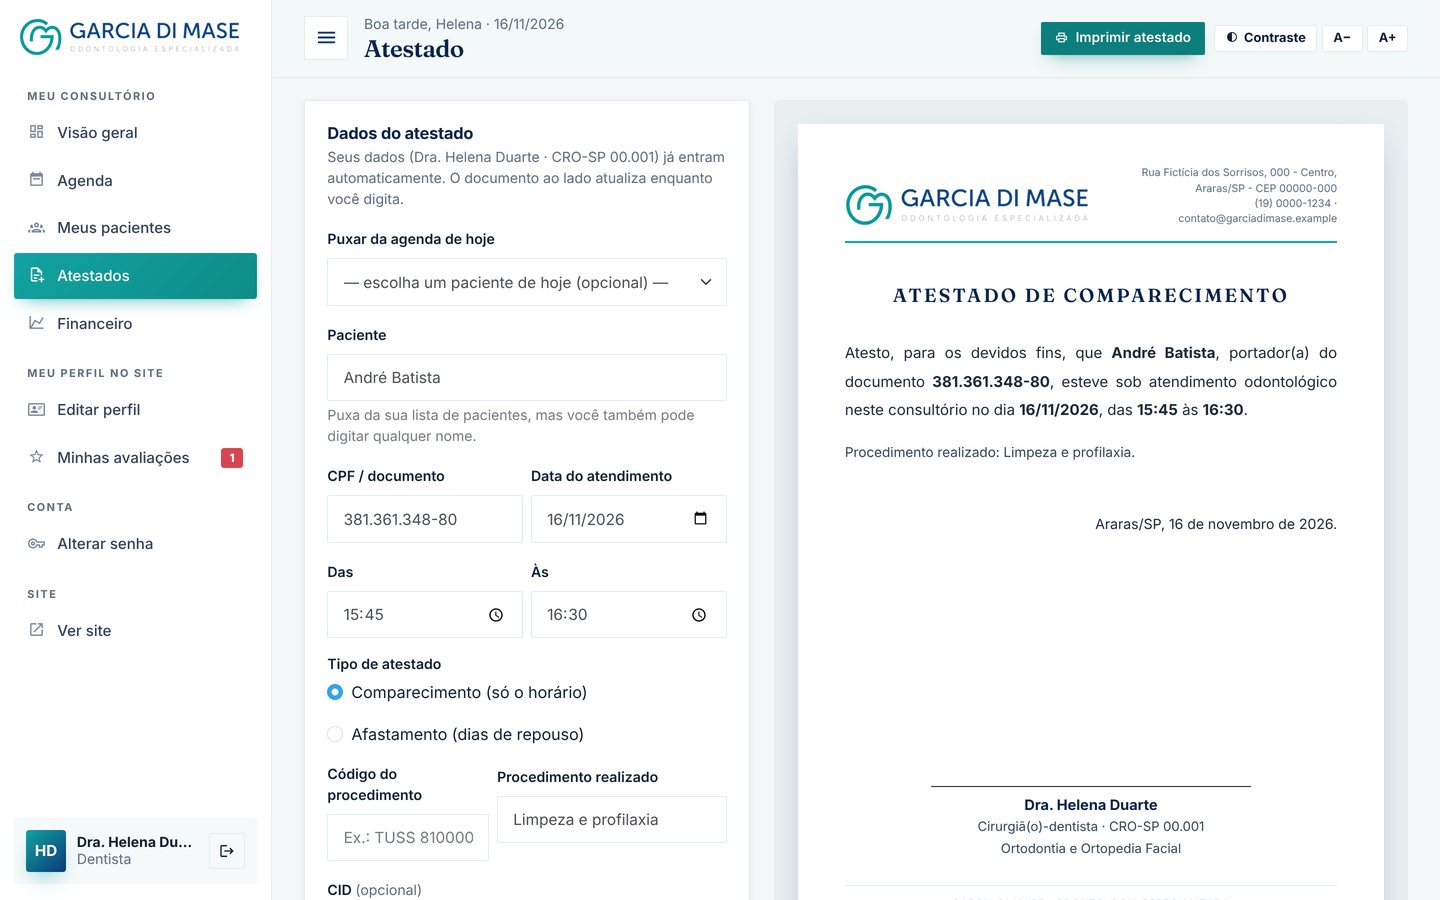 GARCIA DI MASE
ODONTOLOGIA ESPECIALIZADA
MEU CONSULTÓRIO
Visão geral
Agenda
Meus pacientes
Atestados
Financeiro
MEU PERFIL NO SITE
Editar perfil
Minhas avaliações
1
CONTA
Alterar senha
SITE
Ver site
HD
Dra. Helena Du...
Dentista
Boa tarde, Helena · 16/11/2026
Atestado
Imprimir atestado
Contraste
A−
A+
Dados do atestado
Seus dados (Dra. Helena Duarte · CRO-SP 00.001) já entram
automaticamente. O documento ao lado atualiza enquanto
você digita.
Puxar da agenda de hoje
— escolha um paciente de hoje (opcional) —
Paciente
André Batista
Puxa da sua lista de pacientes, mas você também pode
digitar qualquer nome.
CPF / documento
Data do atendimento
381.361.348-80
16/11/2026
Das
Às
15:45
16:30
Tipo de atestado
Comparecimento (só o horário)
Afastamento (dias de repouso)
Código do
procedimento
Procedimento realizado
Ex.: TUSS 810000
Limpeza e profilaxia
CID (opcional)
GARCIA DI MASE
ODONTOLOGIA ESPECIALIZADA
Rua Fictícia dos Sorrisos, 000 - Centro,
Araras/SP - CEP 00000-000
(19) 0000-1234 ·
contato@garciadimase.example
ATESTADO DE COMPARECIMENTO
Atesto, para os devidos fins, que André Batista, portador(a) do
documento 381.361.348-80, esteve sob atendimento odontológico
neste consultório no dia 16/11/2026, das 15:45 às 16:30.
Procedimento realizado: Limpeza e profilaxia.
Araras/SP, 16 de novembro de 2026.
Dra. Helena Duarte
Cirurgiã(o)-dentista · CRO-SP 00.001
Ortodontia e Ortopedia Facial